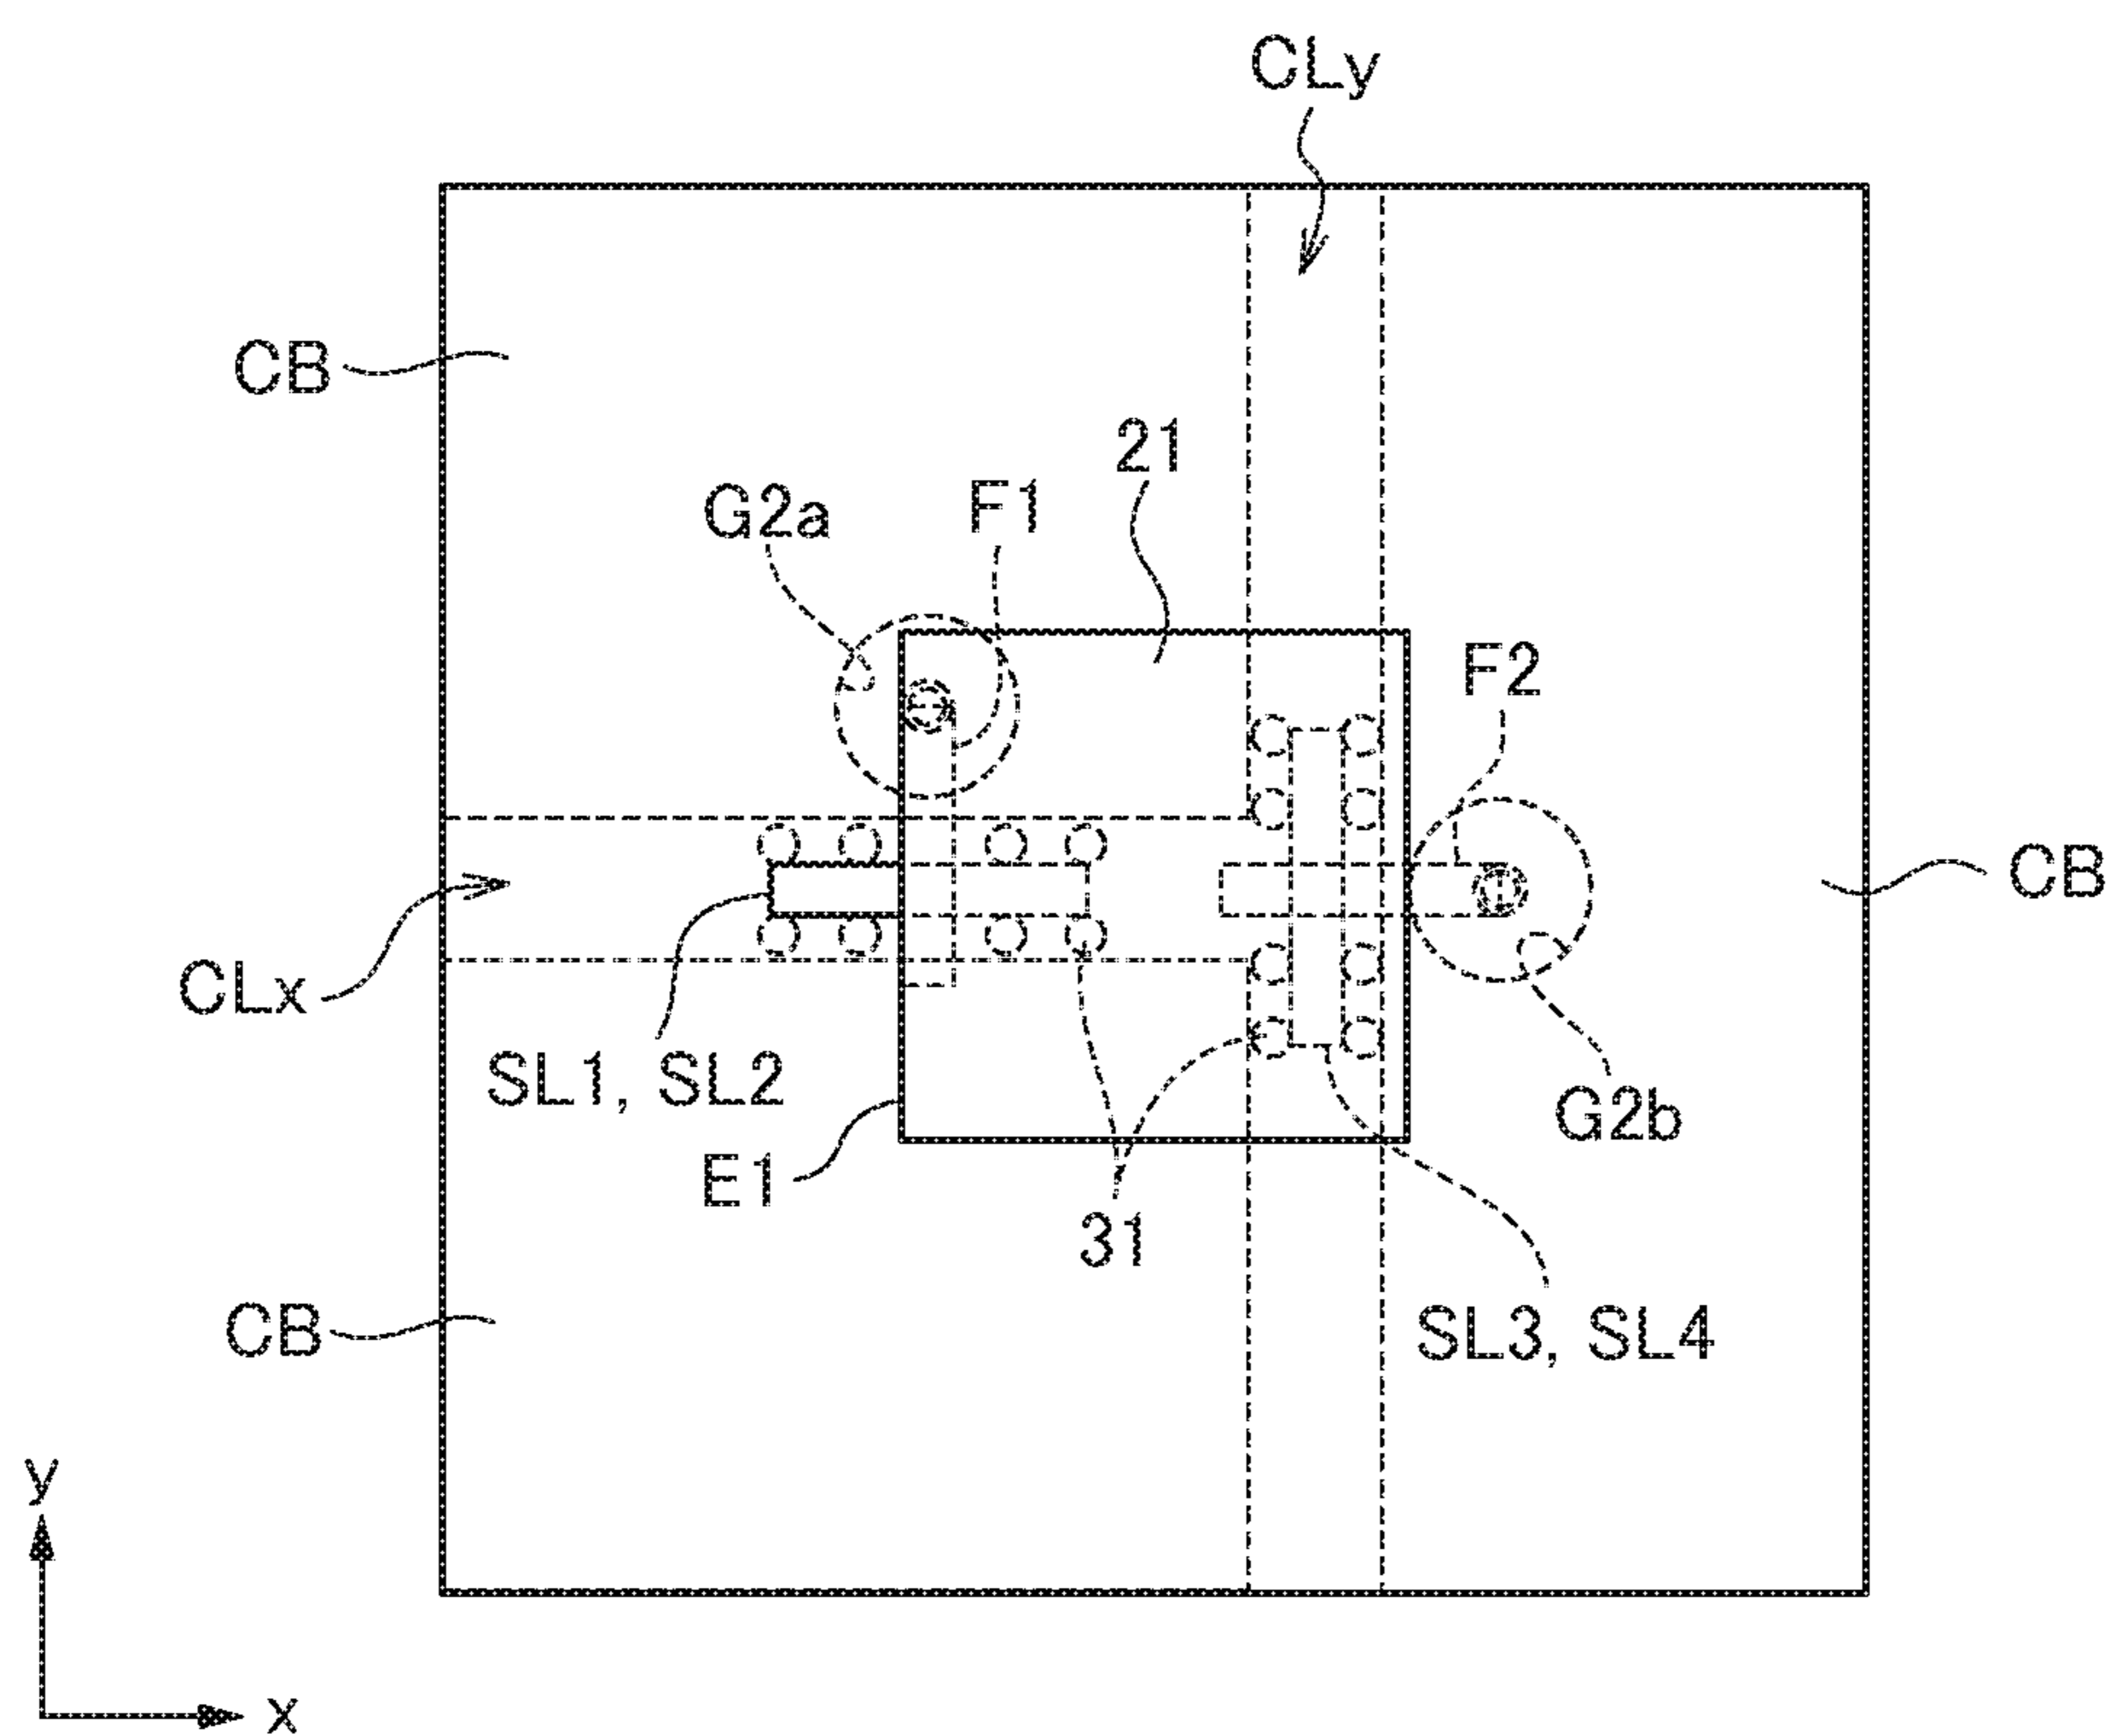 CLy
CB
21
G2a
F1
F2
CB
CLx
SL1, SL2
G2b
E1
31
CB
SL3, SL4
y
x